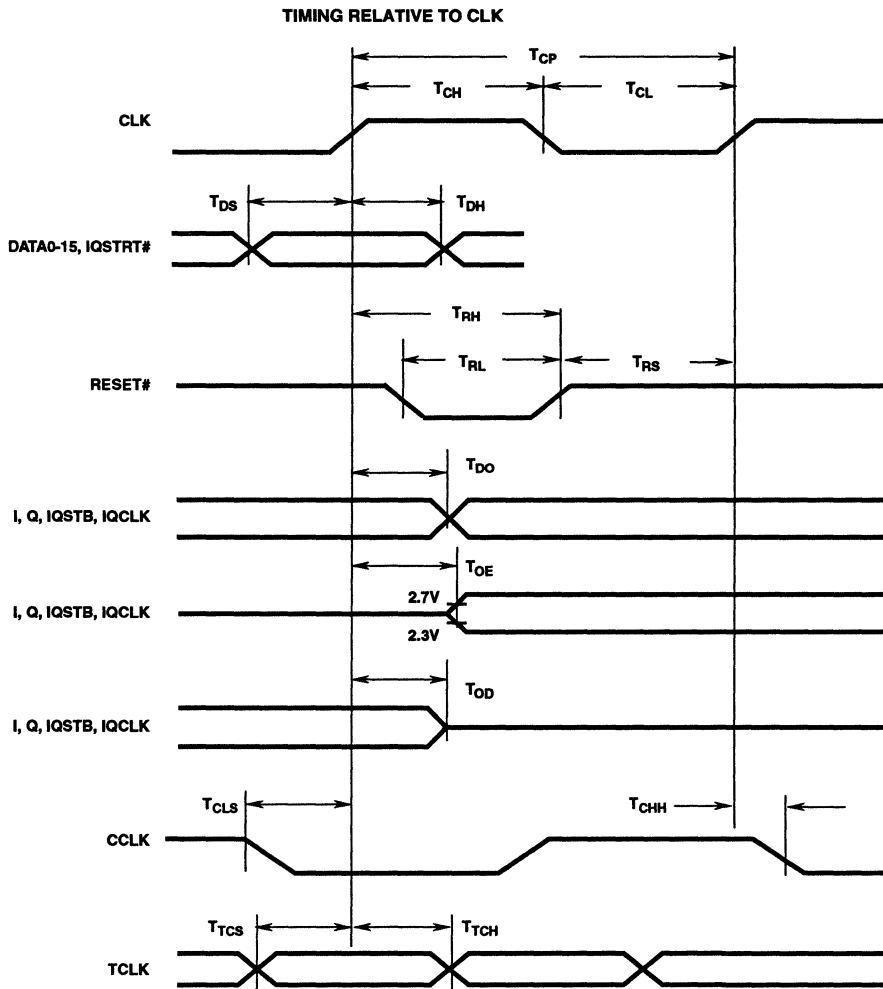 TIMING RELATIVE TO CLK
TCP
TCH TCL
CLK
TDS TDH
DATA0-15, IQSTRT#
TRH
TRL TRS
RESET#
TDO
I, Q, IQSTB, IQCLK
TOE
2.7V
I, Q, IQSTB, IQCLK
2.3V
TOD
I, Q, IQSTB, IQCLK
TCLS TCHH
CCLK
TTCS TTCH
TCLK